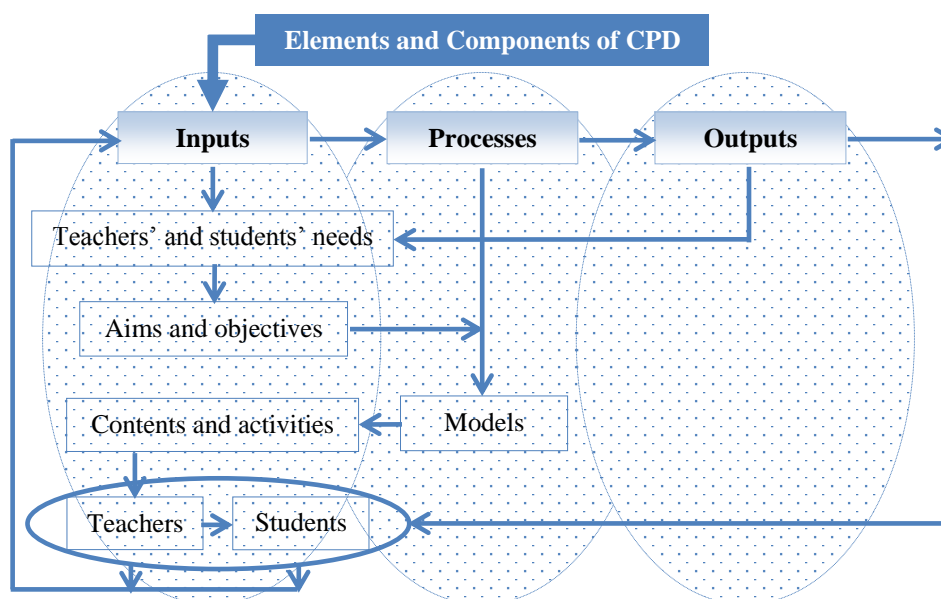 Elements and Components of CPD
Inputs
Processes
Outputs
Teachers’ and students’ needs
Aims and objectives
Contents and activities
Models
Teachers
Students